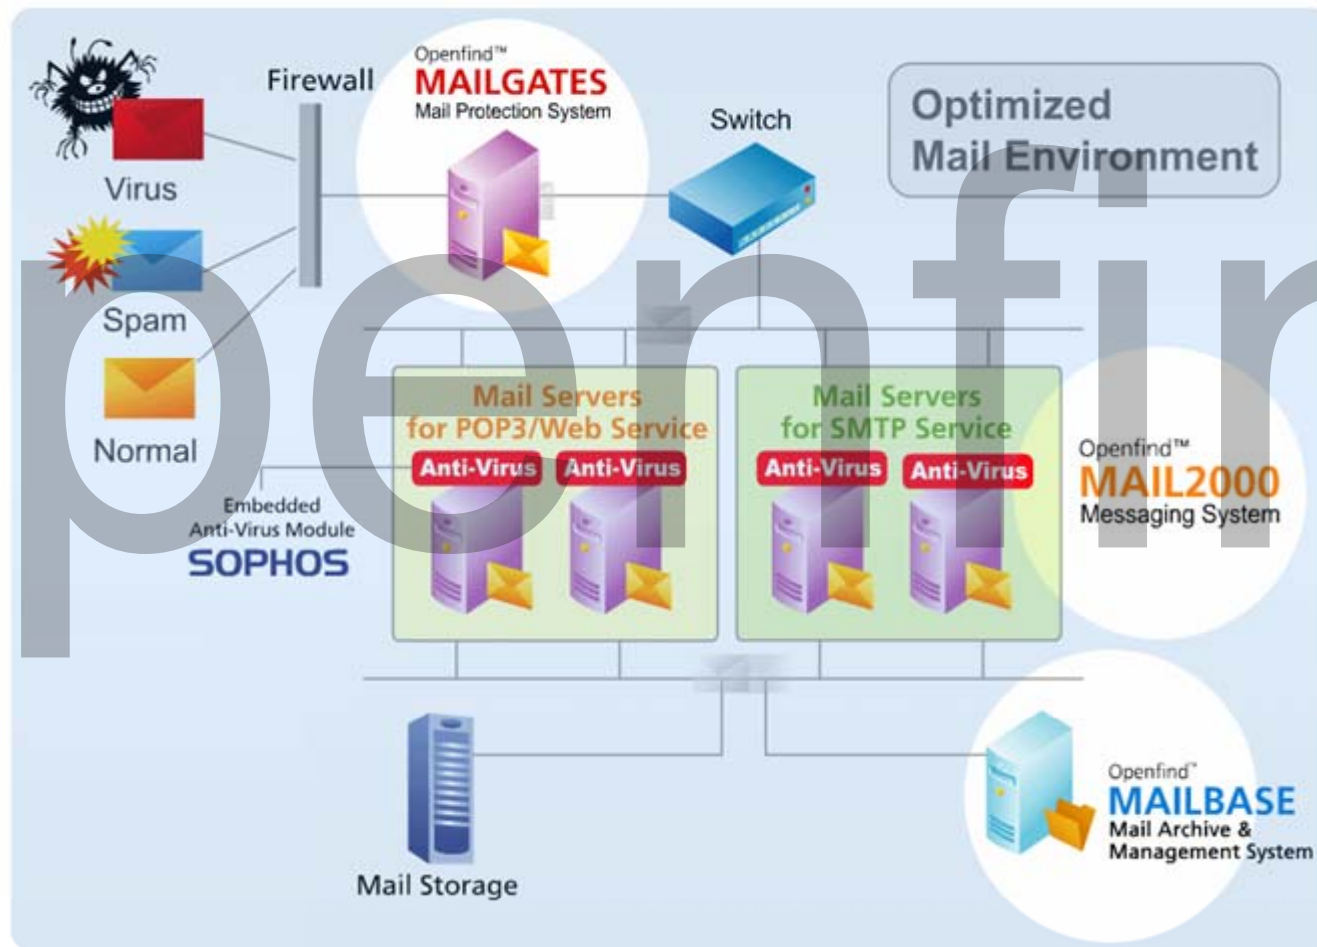 Openfind™
MAILGATES
Mail Protection System
Firewall
Switch
Optimized
Mail Environment
Virus
Spam
Normal
penfin
Mail Servers
for POP3/Web Service
Anti-Virus
Anti-Virus
Mail Servers
for SMTP Service
Anti-Virus
Anti-Virus
Openfind™
MAIL2000
Messaging System
Embedded
Anti-Virus Module
SOPHOS
Mail Storage
Openfind™
MAILBASE
Mail Archive &
Management System